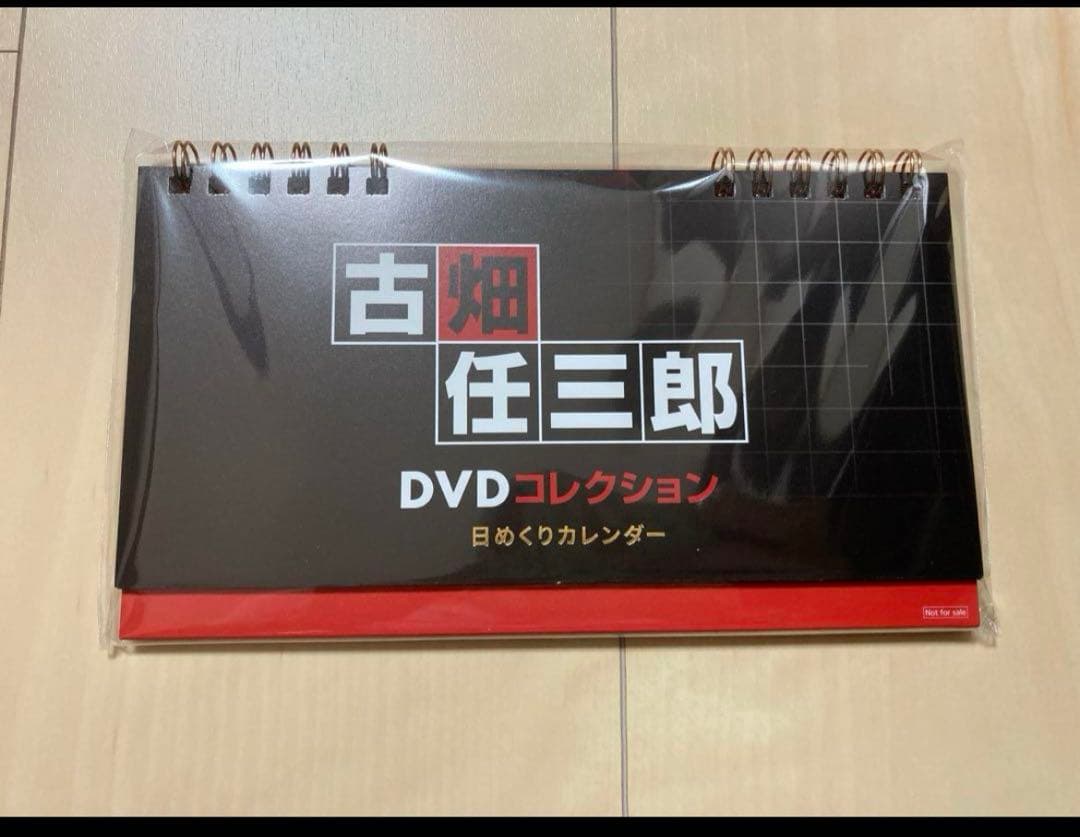 古畑
任三郎
DVDコレクション
日めくりカレンダー
Not for sale